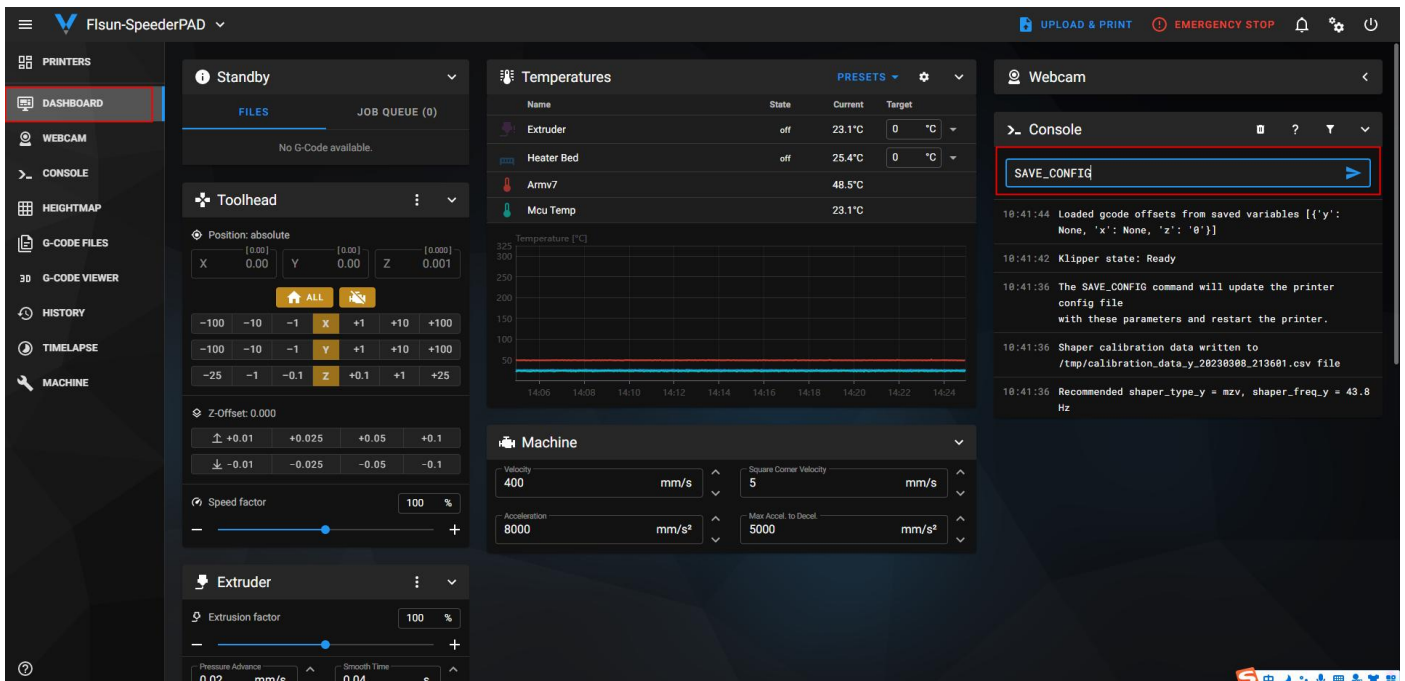 Flsun-SpeederPAD
UPLOAD & PRINT
EMERGENCY STOP
PRINTERS
DASHBOARD
WEBCAM
CONSOLE
HEIGHTMAP
G-CODE FILES
3D G-CODE VIEWER
HISTORY
TIMELAPSE
MACHINE
Standby
FILES JOB QUEUE (0)
No G-Code available.
Toolhead
Position: absolute
[0.00] [0.00] [0.000]
X 0.00 Y 0.00 Z 0.001
ALL
-100 -10 -1 X +1 +10 +100
-100 -10 -1 Y +1 +10 +100
-25 -1 -0.1 Z +0.1 +1 +25
Z-Offset: 0.000
+0.01 +0.025 +0.05 +0.1
-0.01 -0.025 -0.05 -0.1
Speed factor 100 %
Extruder
Extrusion factor 100 %
Pressure Advance Smooth Time
0.02 mm/s 0.04 s
Temperatures PRESETS
Name State Current Target
Extruder off 23.1°C 0 °C
Heater Bed off 25.4°C 0 °C
Armv7 48.5°C
Mcu Temp 23.1°C
Temperature [°C]
325
300
250
200
150
100
50
14:06 14:08 14:10 14:12 14:14 14:16 14:18 14:20 14:22 14:24
Machine
Velocity Square Corner Velocity
400 mm/s 5 mm/s
Acceleration Max Accel. to Decel.
8000 mm/s² 5000 mm/s²
Webcam
>_ Console ?
SAVE_CONFIG
10:41:44 Loaded gcode offsets from saved variables [{'y':
None, 'x': None, 'z': '0'}]
10:41:42 Klipper state: Ready
10:41:36 The SAVE_CONFIG command will update the printer
config file
with these parameters and restart the printer.
10:41:36 Shaper calibration data written to
/tmp/calibration_data_y_20230308_213601.csv file
10:41:36 Recommended shaper_type_y = mzv, shaper_freq_y = 43.8
Hz
S 中